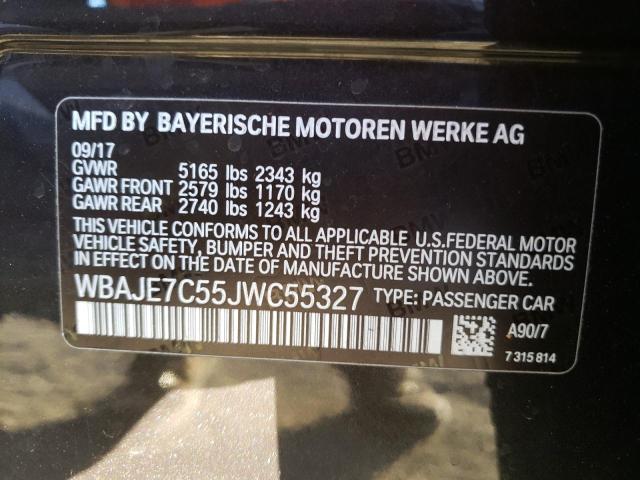 MFD BY BAYERISCHE MOTOREN WERKE AG
09/17
GVWR 5165 lbs 2343 kg
GAWR FRONT 2579 lbs 1170 kg
GAWR REAR 2740 lbs 1243 kg
THIS VEHICLE CONFORMS TO ALL APPLICABLE U.S.FEDERAL MOTOR
VEHICLE SAFETY, BUMPER AND THEFT PREVENTION STANDARDS
IN EFFECT ON THE DATE OF MANUFACTURE SHOWN ABOVE.
WBAJE7C55JWC55327 TYPE: PASSENGER CAR
A90/7
7 315 814